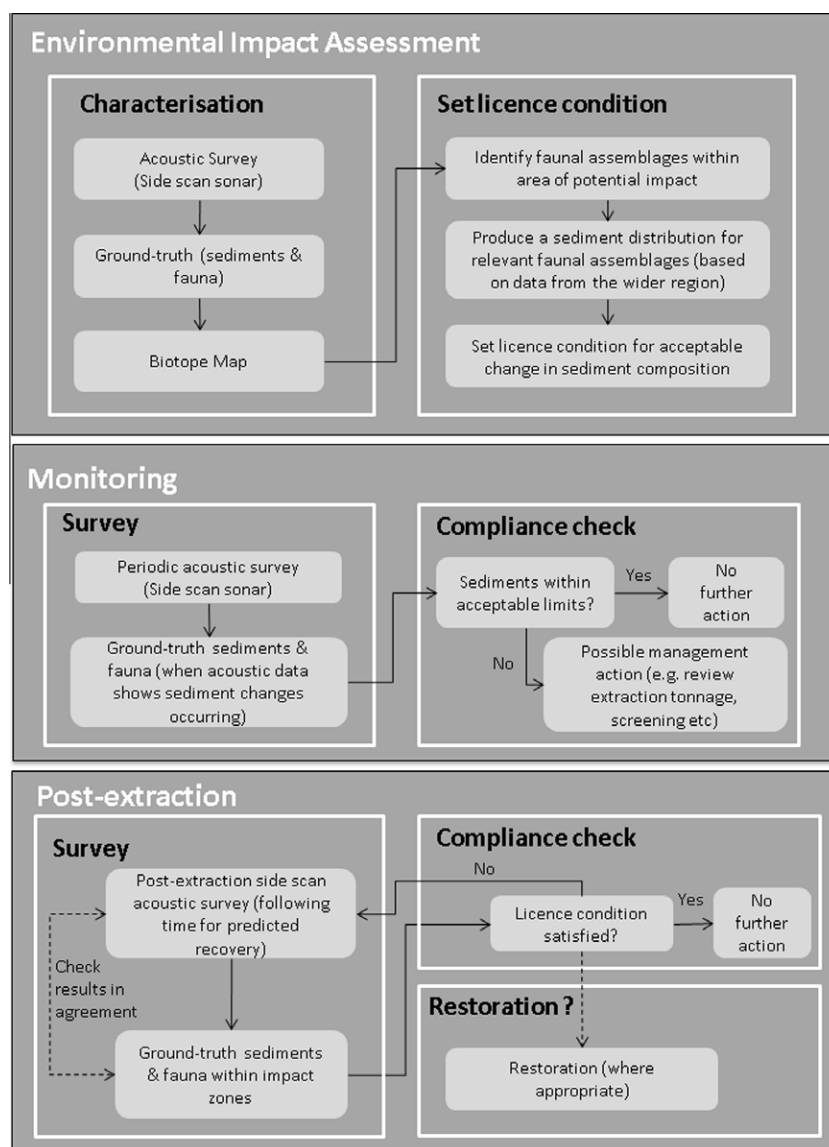 Environmental Impact Assessment
Characterisation
Acoustic Survey
(Side scan sonar)
Ground-truth (sediments &
fauna)
Biotope Map
Set licence condition
Identify faunal assemblages within
area of potential impact
Produce a sediment distribution for
relevant faunal assemblages (based
on data from the wider region)
Set licence condition for acceptable
change in sediment composition
Monitoring
Survey
Periodic acoustic survey
(Side scan sonar)
Ground-truth sediments &
fauna (when acoustic data
shows sediment changes
occurring)
Compliance check
Sediments within
acceptable limits?
Yes
No
further
action
No
Possible management
action (e.g. review
extraction tonnage,
screening etc)
Post-extraction
Survey
Post-extraction side scan
acoustic survey (following
time for predicted
recovery)
Check
results in
agreement
Ground-truth sediments
& fauna within impact
zones
Compliance check
No
Licence condition
satisfied?
Yes
No
further
action
Restoration ?
Restoration (where
appropriate)